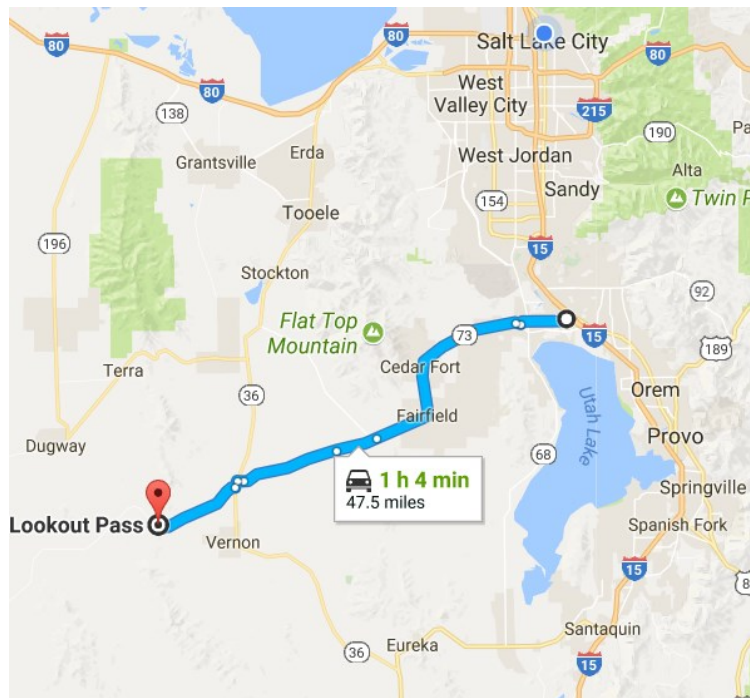 80
80
Salt Lake City
80
80
West
Valley City
215
138
190
Grantsville
Erda
West Jordan
Alta
Sandy
154
Twin P
Tooele
196
15
Stockton
92
Flat Top
Mountain
73
15
189
Cedar Fort
Terra
36
Orem
Fairfield
Utah Lake
Dugway
Provo
68
1 h 4 min
47.5 miles
Springville
Lookout Pass
Spanish Fork
Vernon
15
8
Santaquin
Eureka
36